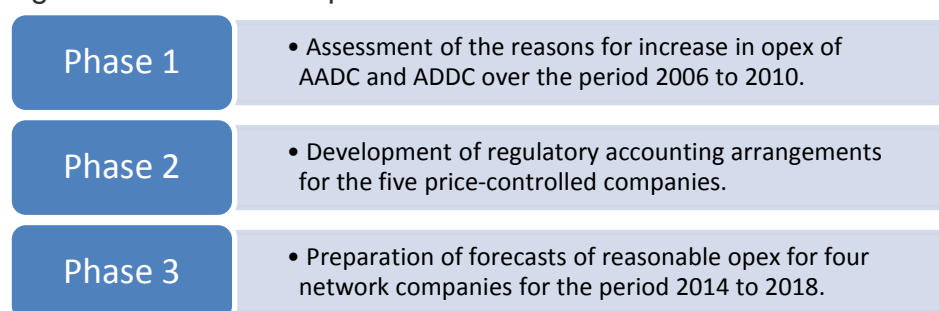 Phase 1
• Assessment of the reasons for increase in opex of
AADC and ADDC over the period 2006 to 2010.
Phase 2
• Development of regulatory accounting arrangements
for the five price-controlled companies.
Phase 3
• Preparation of forecasts of reasonable opex for four
network companies for the period 2014 to 2018.